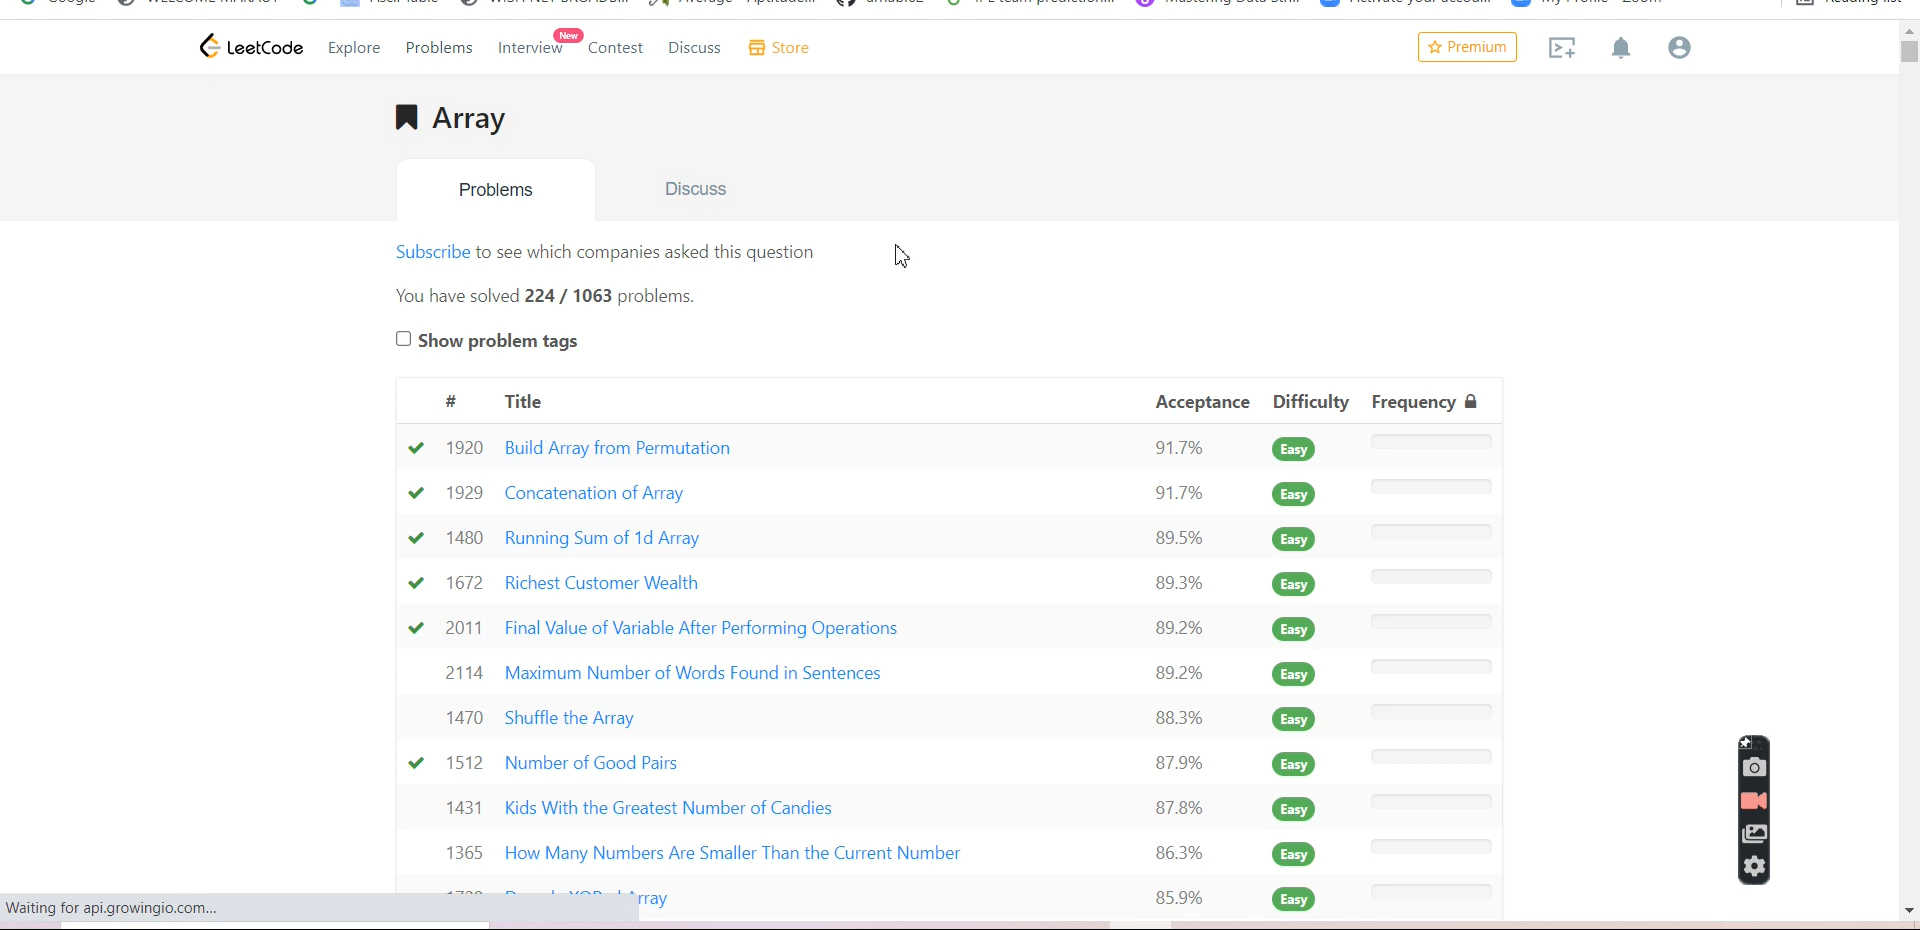 LeetCode Explore Problems Interview New Contest Discuss Store Premium
Array
Problems Discuss
Subscribe to see which companies asked this question
You have solved 224 / 1063 problems.
Show problem tags
# Title Acceptance Difficulty Frequency
1920 Build Array from Permutation 91.7% Easy
1929 Concatenation of Array 91.7% Easy
1480 Running Sum of 1d Array 89.5% Easy
1672 Richest Customer Wealth 89.3% Easy
2011 Final Value of Variable After Performing Operations 89.2% Easy
2114 Maximum Number of Words Found in Sentences 89.2% Easy
1470 Shuffle the Array 88.3% Easy
1512 Number of Good Pairs 87.9% Easy
1431 Kids With the Greatest Number of Candies 87.8% Easy
1365 How Many Numbers Are Smaller Than the Current Number 86.3% Easy
85.9% Easy
Waiting for api.growingio.com...